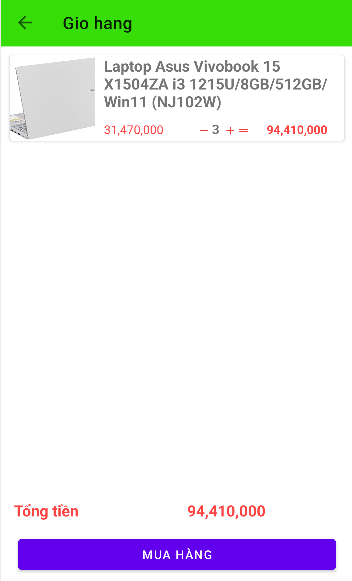 Gio hang
Laptop Asus Vivobook 15
X1504ZA i3 1215U/8GB/512GB/
Win11 (NJ102W)
31,470,000 − 3 + = 94,410,000
Tổng tiền 94,410,000
MUA HÀNG